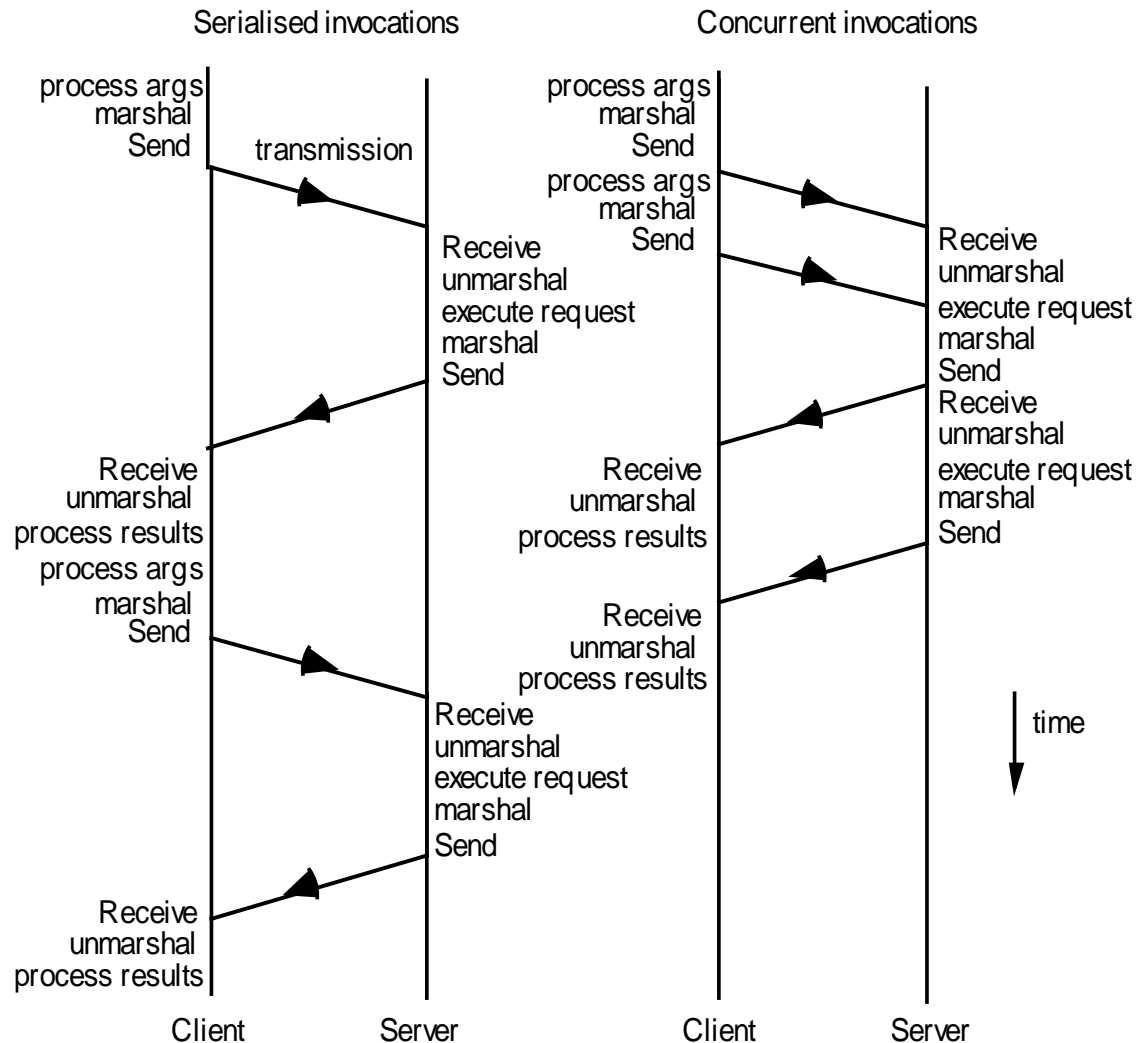 Serialised invocations
process args
marshal
Send
transmission
Receive
unmarshal
execute request
marshal
Send
Receive
unmarshal
process results
process args
marshal
Send
Receive
unmarshal
execute request
marshal
Send
Receive
unmarshal
process results
Client
Server
Concurrent invocations
process args
marshal
Send
process args
marshal
Send
Receive
unmarshal
execute request
marshal
Send
Receive
unmarshal
execute request
marshal
Send
Receive
unmarshal
process results
Receive
unmarshal
process results
time
Client
Server